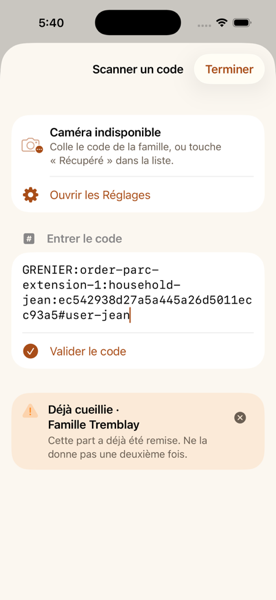 5:40
Scanner un code
Terminer
Caméra indisponible
Colle le code de la famille, ou touche
« Récupéré » dans la liste.
Ouvrir les Réglages
# Entrer le code
GRENIER:order-parc-
extension-1:household-
jean:ec542938d27a5a445a26d5011ec
c93a5#user-jean
Valider le code
Déjà cueillie ·
Famille Tremblay
Cette part a déjà été remise. Ne la
donne pas une deuxième fois.